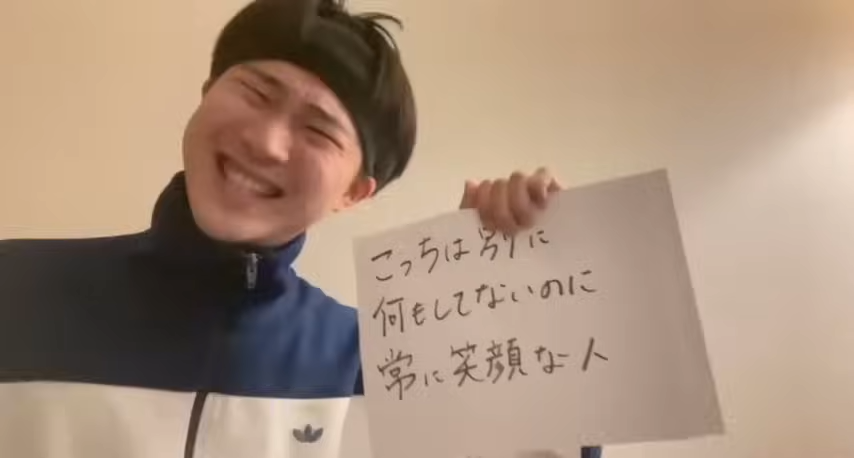 こっちは別に
何もしてないのに
常に笑顔な人